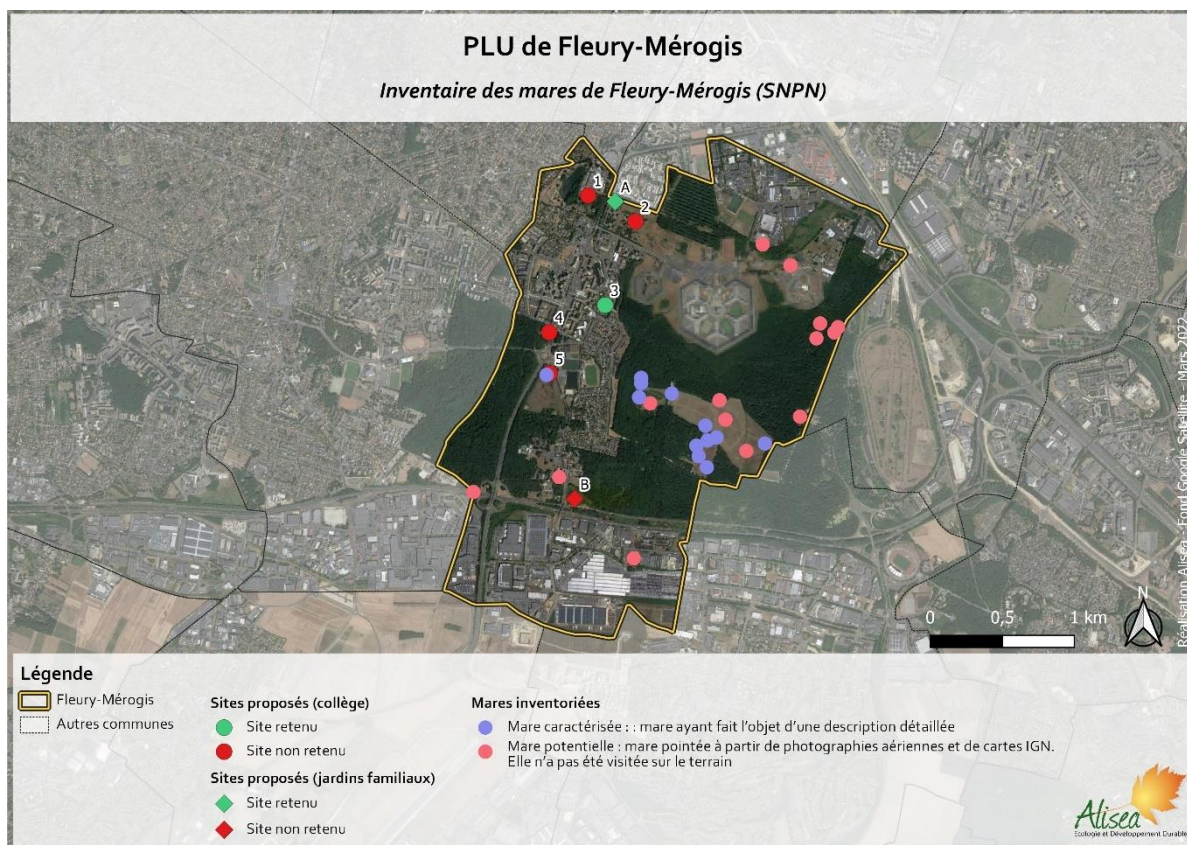 PLU de Fleury-Mérogis
Inventaire des mares de Fleury-Mérogis (SNPN)
1
A
2
3
4
5
B
Réalisation Alisea - Fond Google Satellite - Mars 2022
N
0 0,5 1 km
Légende
Fleury-Mérogis
Autres communes
Sites proposés (collège)
Site retenu
Site non retenu
Sites proposés (jardins familiaux)
Site retenu
Site non retenu
Mares inventoriées
Mare caractérisée : : mare ayant fait l'objet d'une description détaillée
Mare potentielle : mare pointée à partir de photographies aériennes et de cartes IGN.
Elle n'a pas été visitée sur le terrain
Alisea
Ecologie et Développement Durable